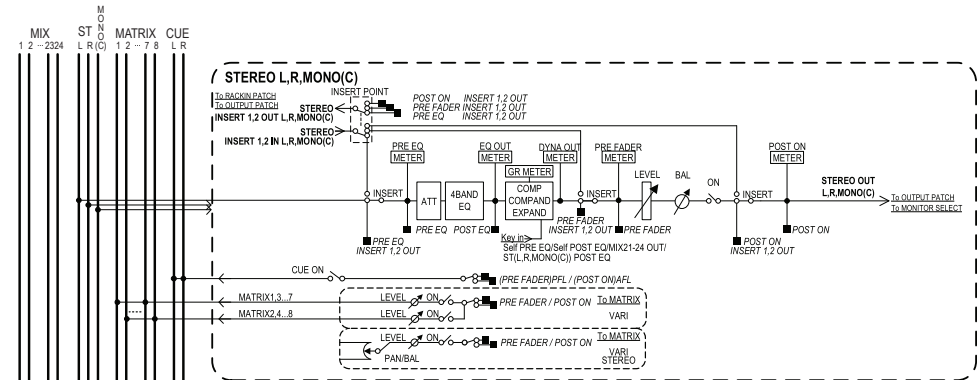 M
O
N
O
MIX ST (C) MATRIX CUE
1 2 ··· 2324 L R 1 2 ··· 7 8 L R
STEREO L,R,MONO(C)
To RACKIN PATCH
To OUTPUT PATCH
INSERT POINT
STEREO
INSERT 1,2 OUT L,R,MONO(C)
POST ON INSERT 1,2 OUT
PRE FADER INSERT 1,2 OUT
PRE EQ INSERT 1,2 OUT
STEREO
INSERT 1,2 IN L,R,MONO(C)
PRE EQ
METER
EQ OUT
METER
DYNA OUT
METER
PRE FADER
METER
POST ON
METER
GR METER
LEVEL BAL ON
INSERT
ATT
4BAND
EQ
COMP
COMPAND
EXPAND
INSERT
INSERT
STEREO OUT
L,R,MONO(C)
To OUTPUT PATCH
To MONITOR SELECT
PRE EQ
INSERT 1,2 OUT
PRE EQ
POST EQ
Key in
PRE FADER
INSERT 1,2 OUT
PRE FADER
POST ON
INSERT 1,2 OUT
POST ON
Self PRE EQ/Self POST EQ/MIX21-24 OUT/
ST(L,R,MONO(C)) POST EQ
CUE ON
(PRE FADER)PFL / (POST ON)AFL
MATRIX1,3...7
LEVEL ON
PRE FADER / POST ON
To MATRIX
VARI
MATRIX2,4...8
LEVEL ON
LEVEL ON
PAN/BAL
PRE FADER / POST ON
To MATRIX
VARI
STEREO